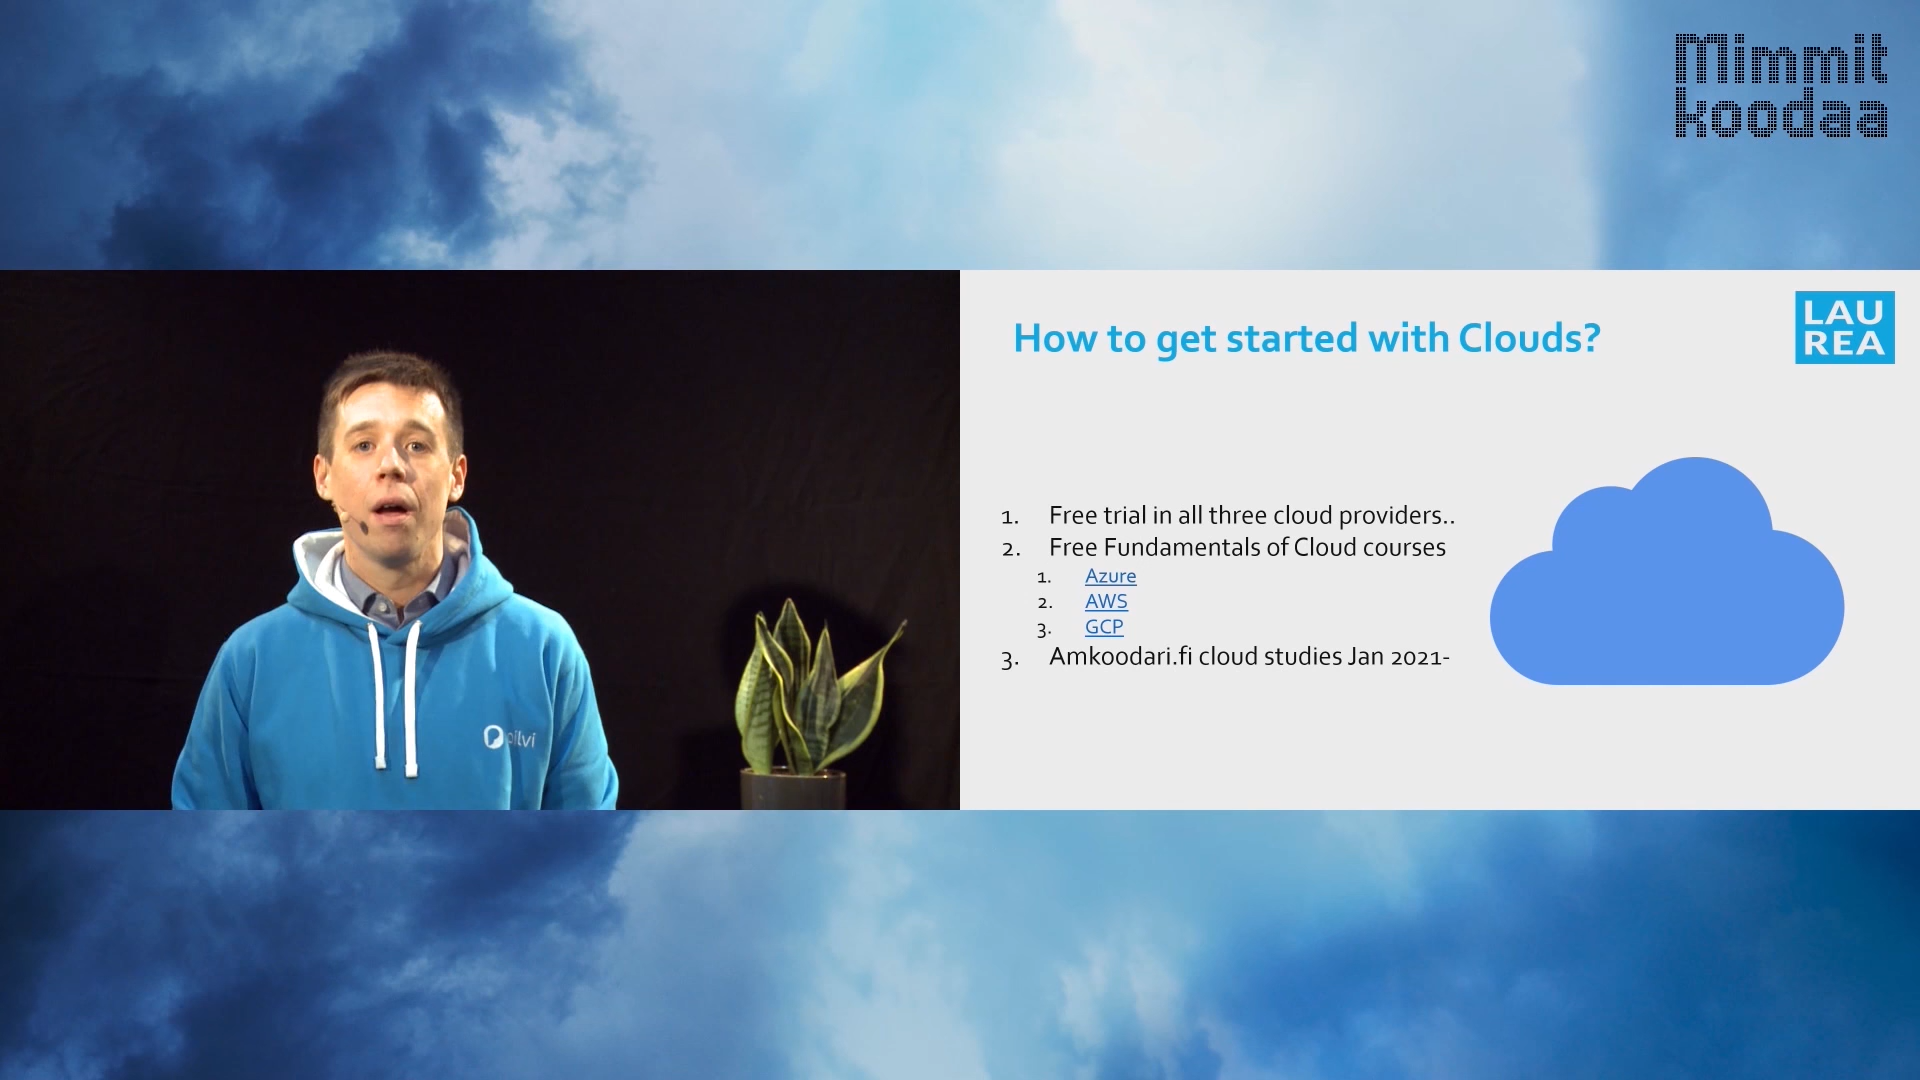 Mimmit
koodaa
How to get started with Clouds?
LAU
REA
1. Free trial in all three cloud providers..
2. Free Fundamentals of Cloud courses
1. Azure
2. AWS
3. GCP
3. Amkoodari.fi cloud studies Jan 2021-
pilvi